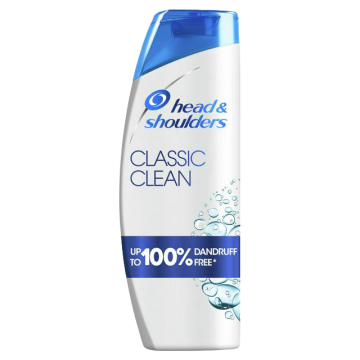 head &
shoulders
CLASSIC
CLEAN
UP TO 100% DANDRUFF FREE*